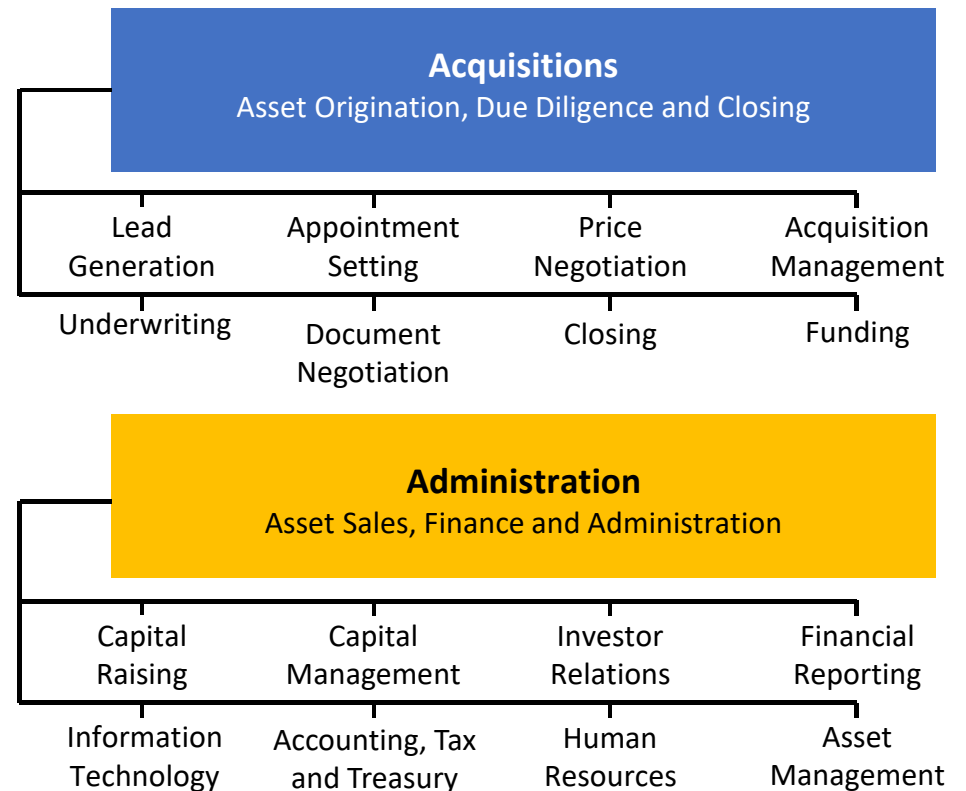 Acquisitions
Asset Origination, Due Diligence and Closing
Lead
Generation
Appointment
Setting
Price
Negotiation
Acquisition
Management
Underwriting
Document
Negotiation
Closing
Funding
Administration
Asset Sales, Finance and Administration
Capital
Raising
Capital
Management
Investor
Relations
Financial
Reporting
Information
Technology
Accounting, Tax
and Treasury
Human
Resources
Asset
Management